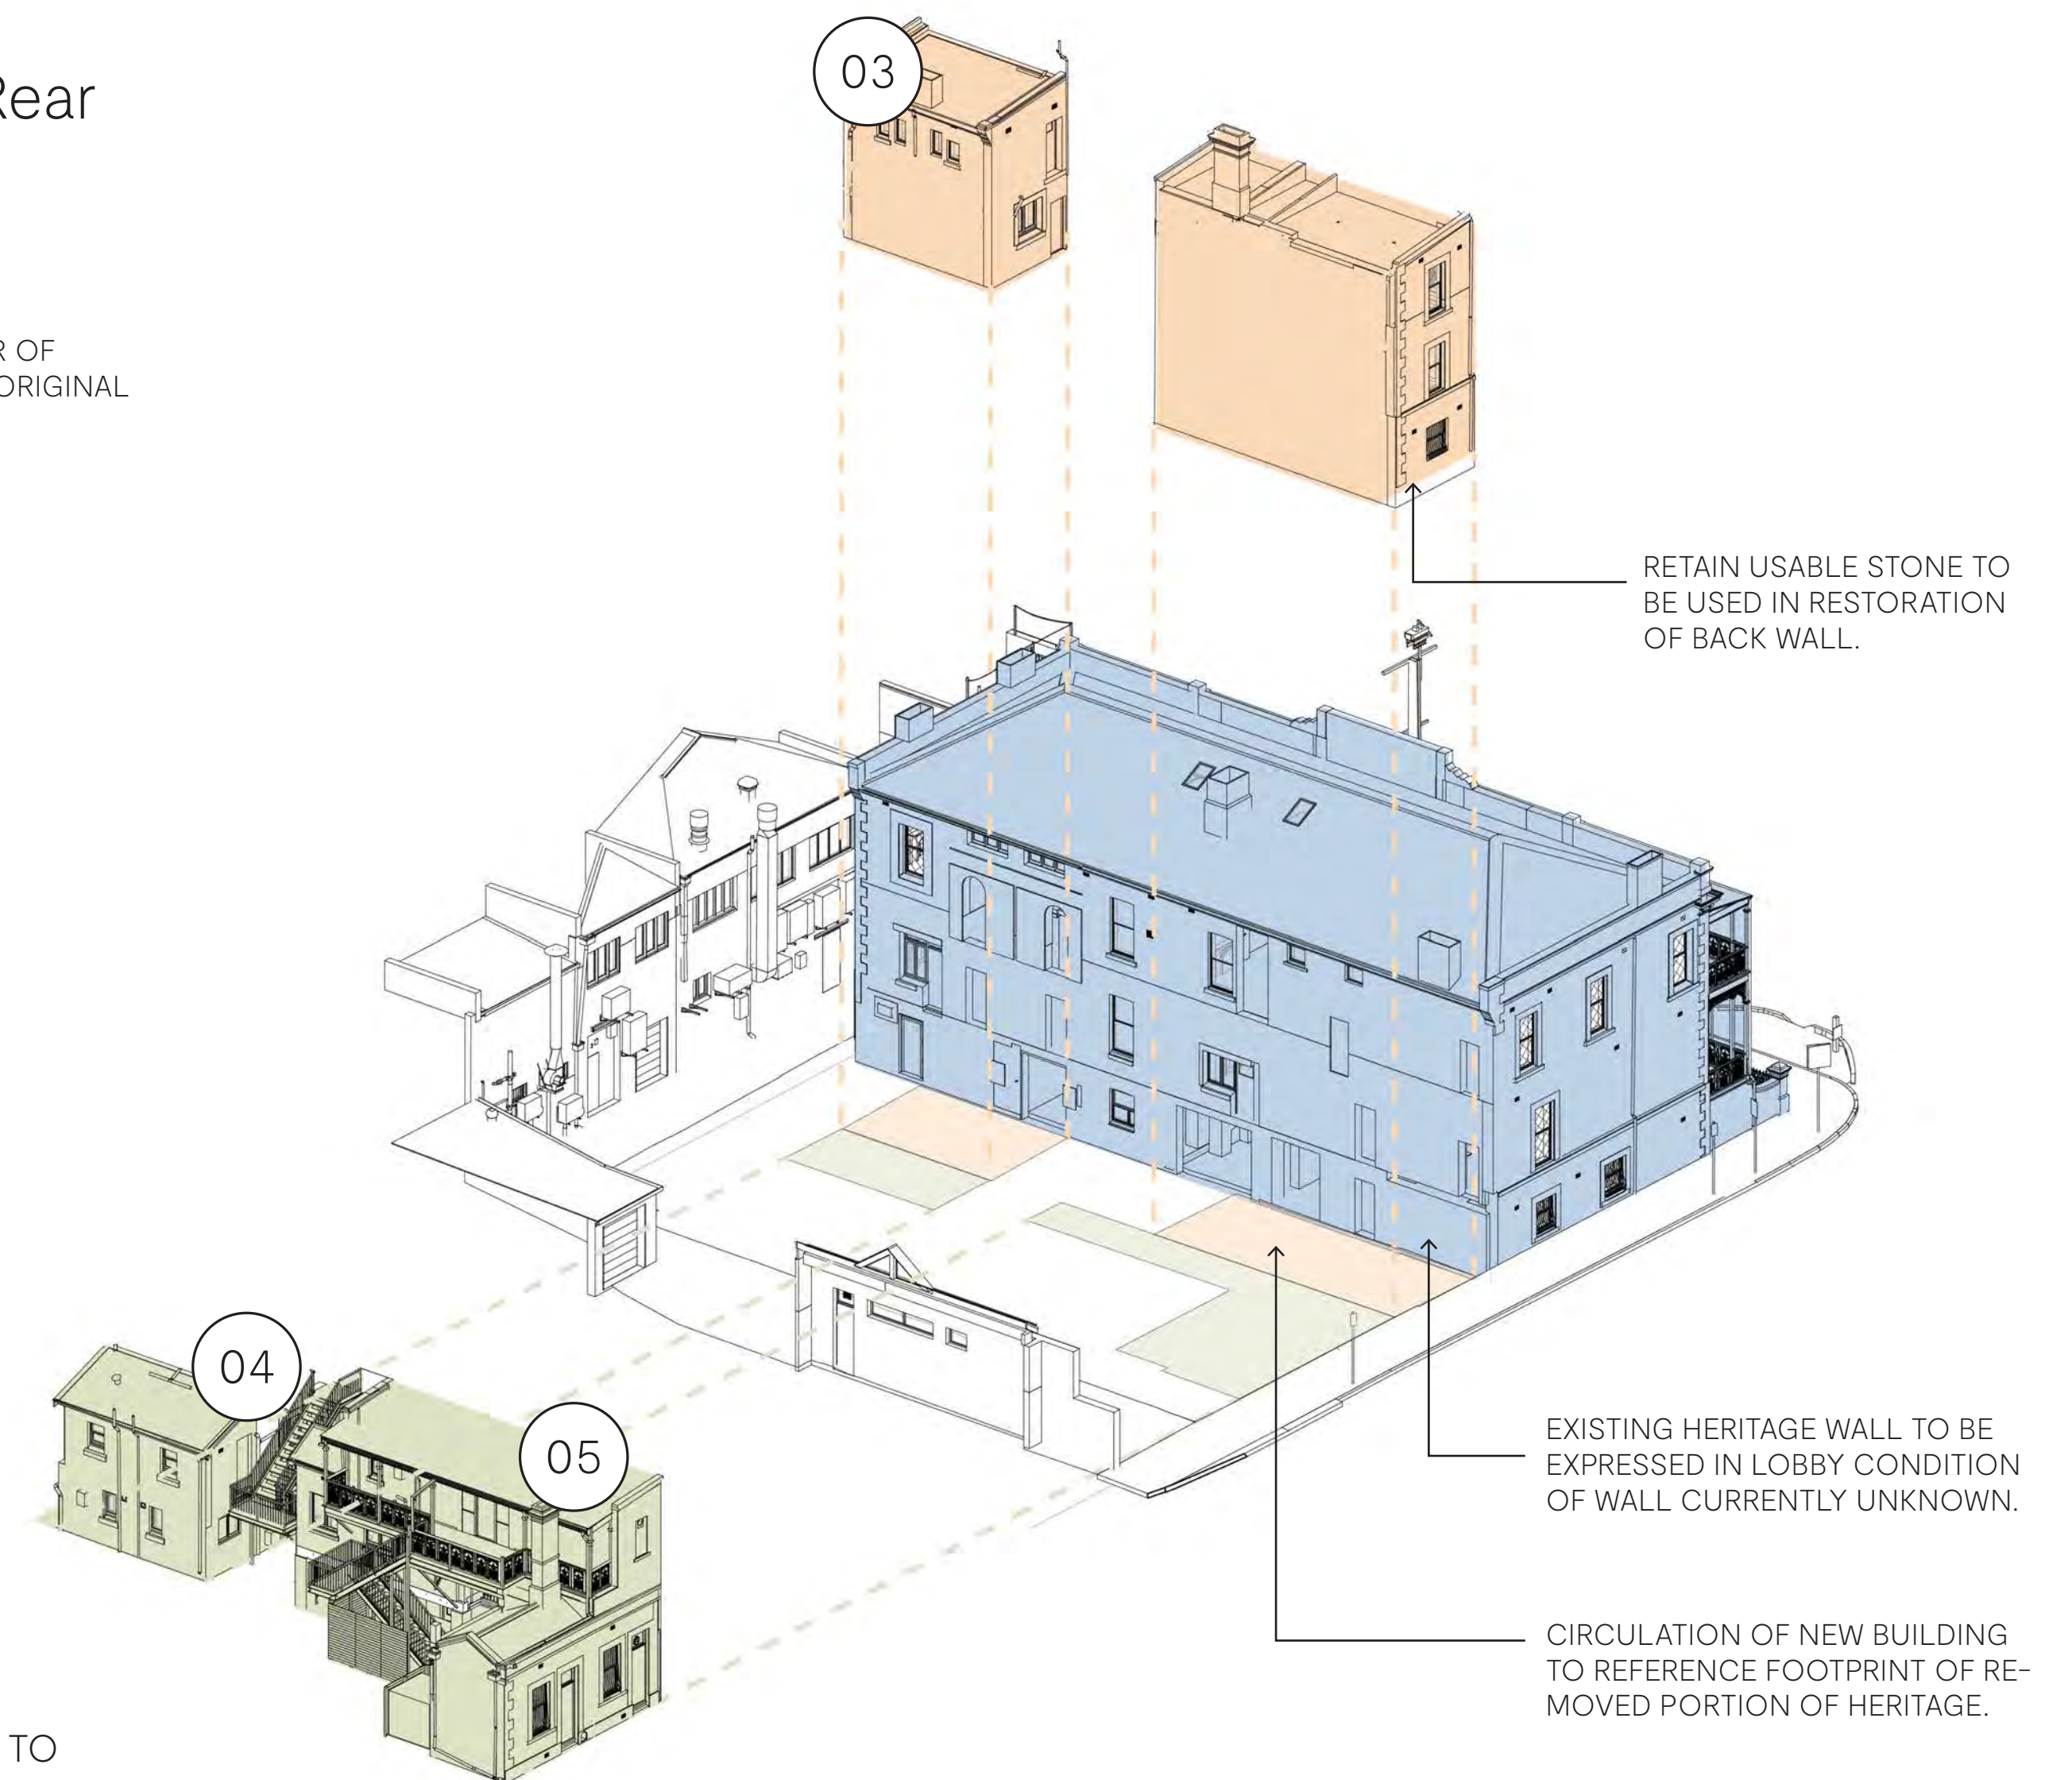 Rear
03
R OF
ORIGINAL
RETAIN USABLE STONE TO
BE USED IN RESTORATION
OF BACK WALL.
04
05
EXISTING HERITAGE WALL TO BE
EXPRESSED IN LOBBY CONDITION
OF WALL CURRENTLY UNKNOWN.
CIRCULATION OF NEW BUILDING
TO REFERENCE FOOTPRINT OF RE-
MOVED PORTION OF HERITAGE.
TO